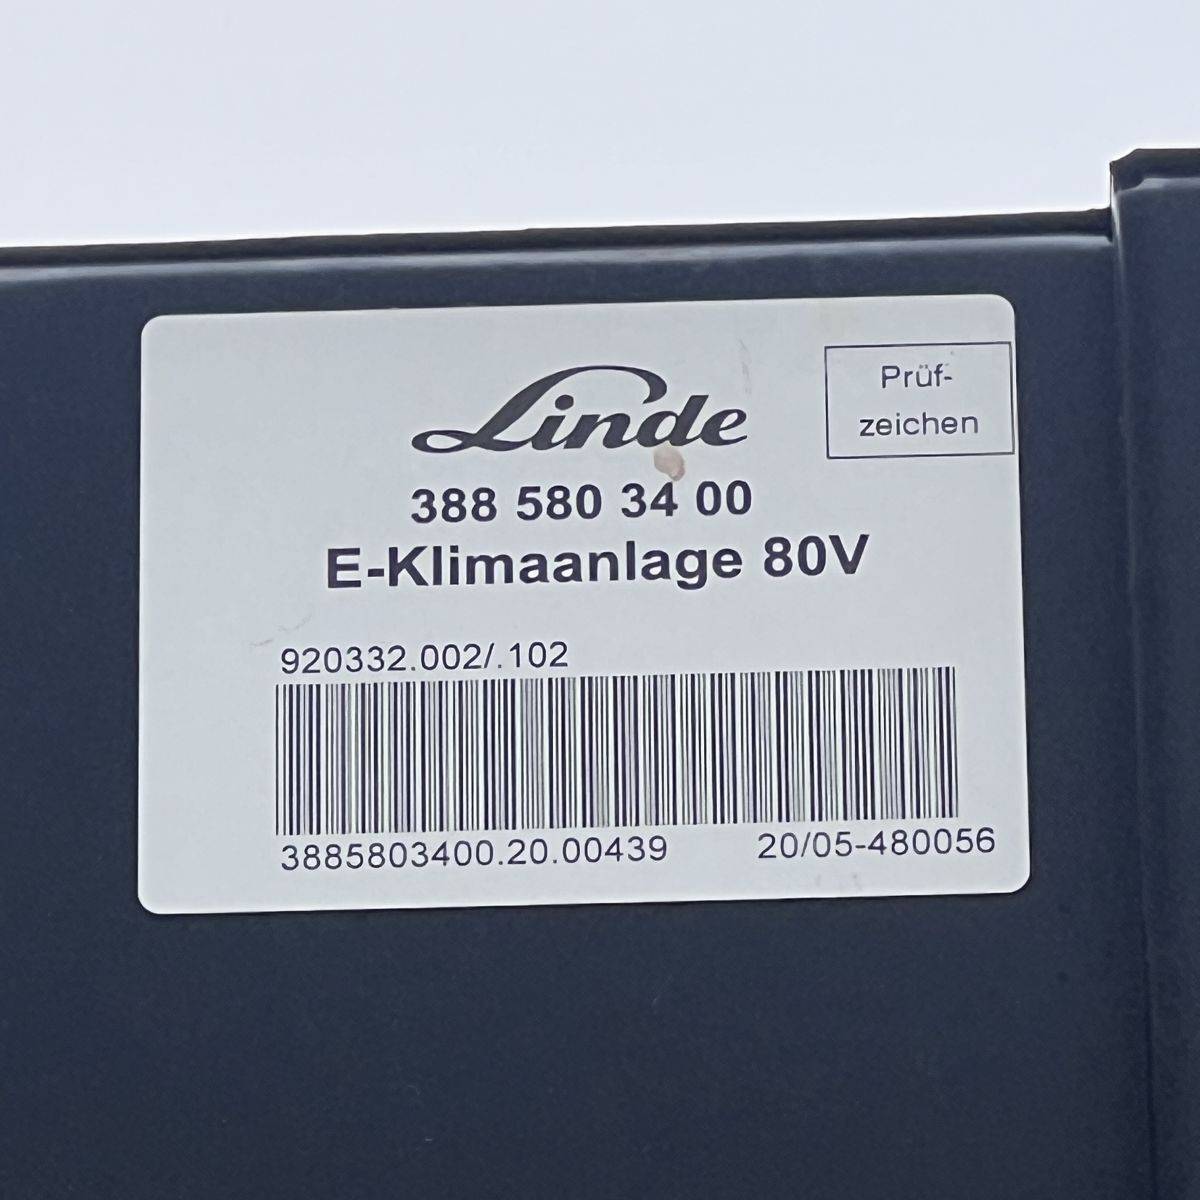 Linde
Prüf-
zeichen
388 580 34 00
E-Klimaanlage 80V
920332.002/.102
3885803400.20.00439
20/05-480056